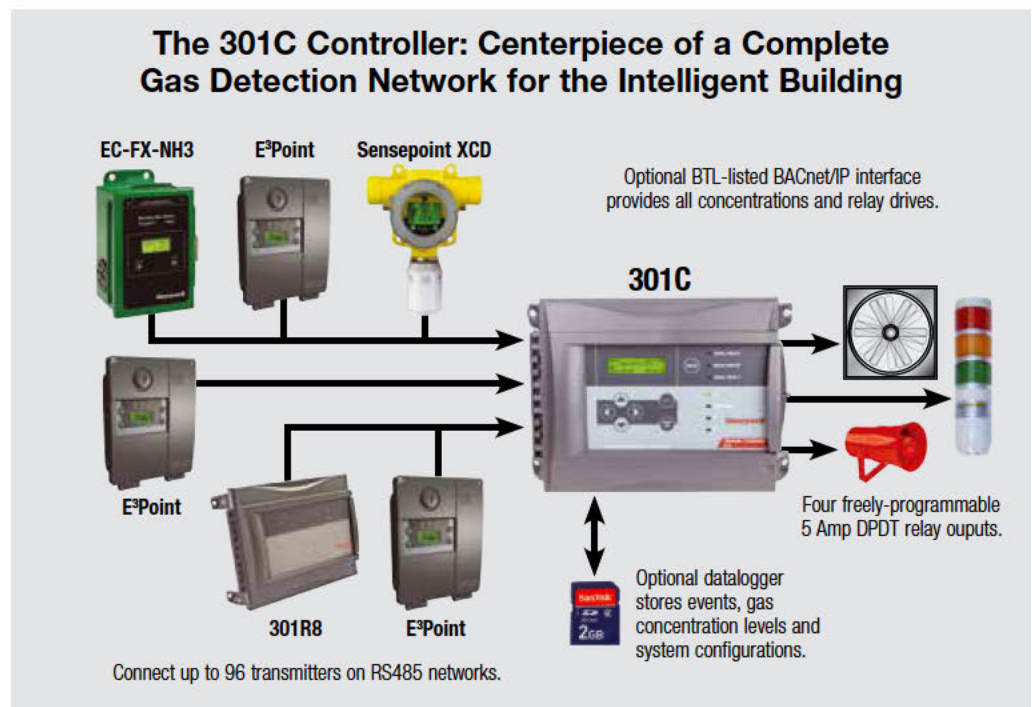 The 301C Controller: Centerpiece of a Complete
Gas Detection Network for the Intelligent Building
EC-FX-NH3
E³Point
Sensepoint XCD
Optional BTL-listed BACnet/IP interface
provides all concentrations and relay drives.
301C
E³Point
Four freely-programmable
5 Amp DPDT relay ouputs.
301R8
E³Point
SanDisk
2GB
Optional datalogger
stores events, gas
concentration levels and
system configurations.
Connect up to 96 transmitters on RS485 networks.